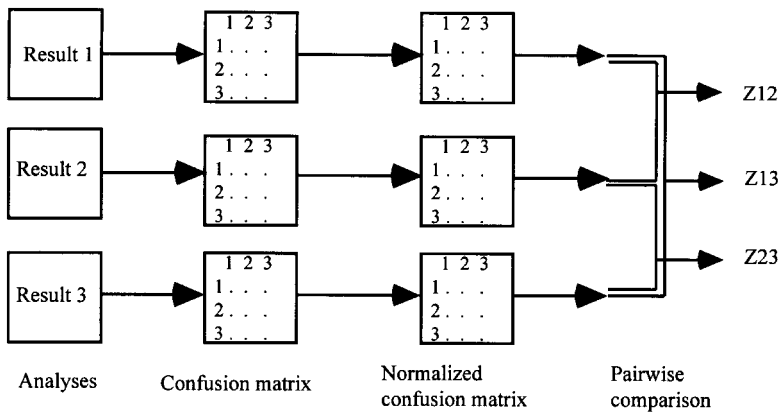 1 2 3
1 . . .
2 . . .
3 . . .
1 2 3
1 . . .
2 . . .
3 . . .
Result 1
Z12
1 2 3
1 . . .
2 . . .
3 . . .
1 2 3
1 . . .
2 . . .
3 . . .
Result 2
Z13
1 2 3
1 . . .
2 . . .
3 . . .
1 2 3
1 . . .
2 . . .
3 . . .
Result 3
Z23
Analyses
Confusion matrix
Normalized
confusion matrix
Pairwise
comparison